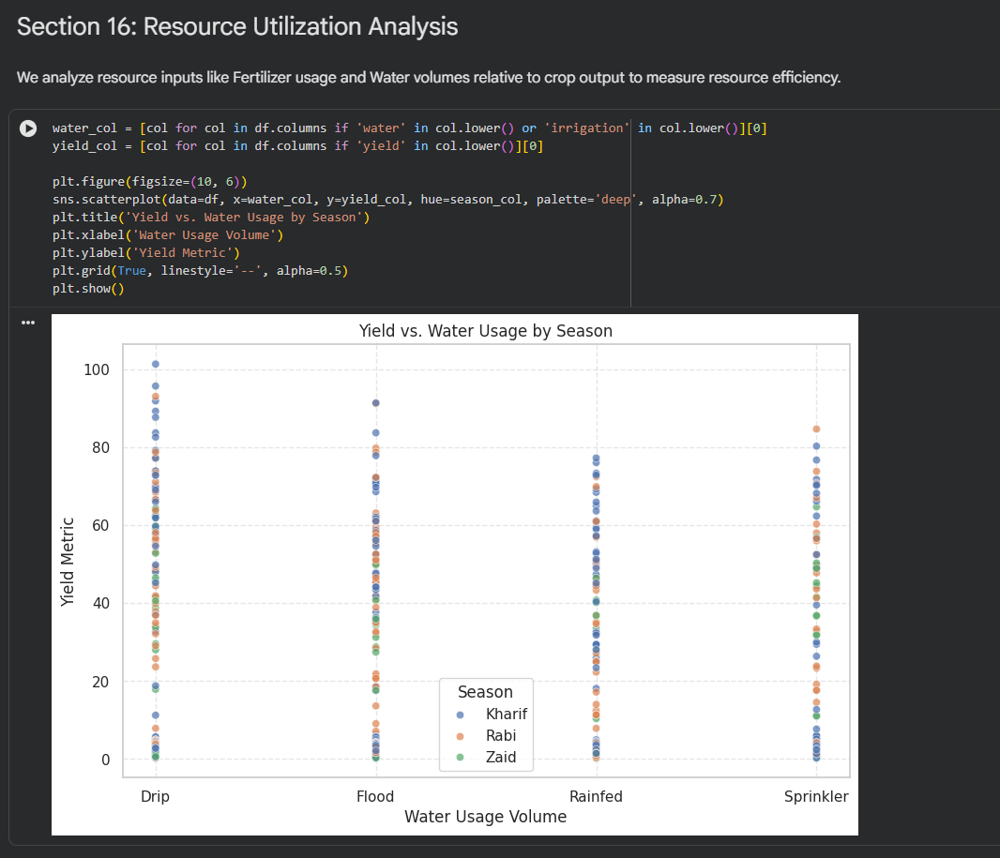 Section 16: Resource Utilization Analysis
We analyze resource inputs like Fertilizer usage and Water volumes relative to crop output to measure resource efficiency.
water_col = [col for col in df.columns if 'water' in col.lower() or 'irrigation' in col.lower()][0]
yield_col = [col for col in df.columns if 'yield' in col.lower()][0]
plt.figure(figsize=(10, 6))
sns.scatterplot(data=df, x=water_col, y=yield_col, hue=season_col, palette='deep', alpha=0.7)
plt.title('Yield vs. Water Usage by Season')
plt.xlabel('Water Usage Volume')
plt.ylabel('Yield Metric')
plt.grid(True, linestyle='--', alpha=0.5)
plt.show()
Yield vs. Water Usage by Season
100
80
60
40
20
0
Yield Metric
Season
Kharif
Rabi
Zaid
Drip Flood Rainfed Sprinkler
Water Usage Volume